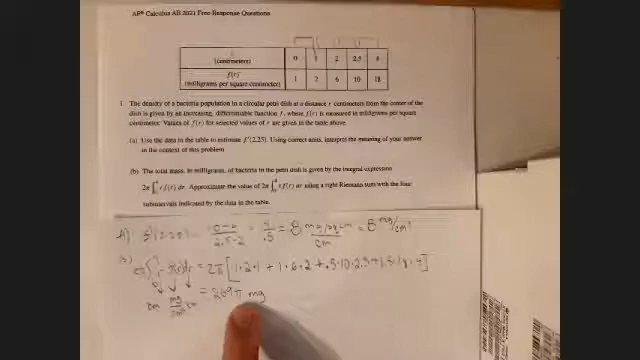 AP® Calculus AB 2021 Free-Response Questions
r (centimeters) 0 1 2 2.5 4
f(r) (milligrams per square centimeter) 1 2 6 10 18
1. The density of a bacteria population in a circular petri dish at a distance r centimeters from the center of the
dish is given by an increasing, differentiable function f, where f(r) is measured in milligrams per square
centimeter. Values of f(r) for selected values of r are given in the table above.
(a) Use the data in the table to estimate f′(2.25). Using correct units, interpret the meaning of your answer
in the context of this problem.
(b) The total mass, in milligrams, of bacteria in the petri dish is given by the integral expression
2π ∫ r f(r) dr. Approximate the value of 2π ∫ r f(r) dr using a right Riemann sum with the four
subintervals indicated by the data in the table.
A) f'(2.25) = 10-6 / 2.5-2 = 4 / .5 = 8 mg/sq cm / cm = 8 mg/cm³
B) = 2π [1·2·1 + 1·6·2 + .5·10·2.5 + 1.5·18·4]
cm mg/cm² cm = 269π mg